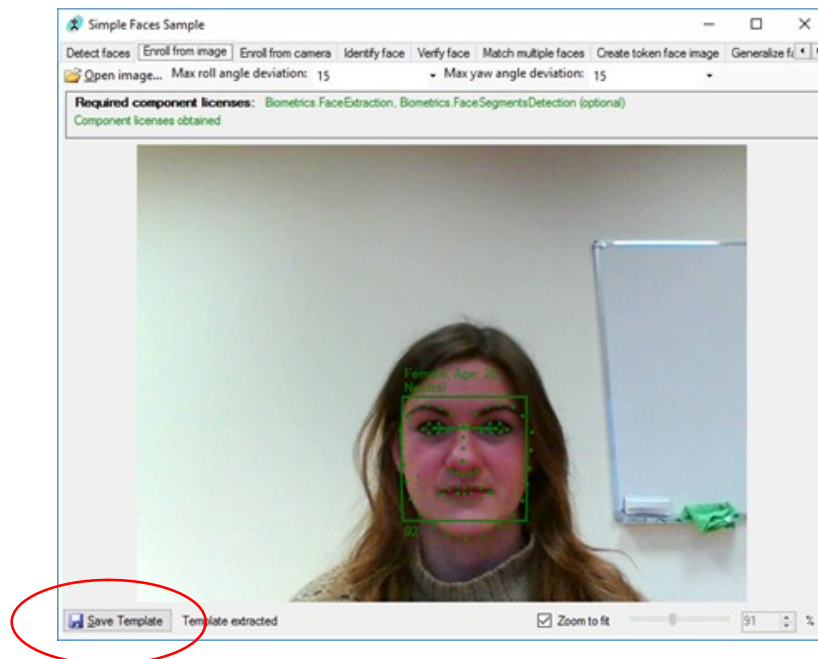 Simple Faces Sample
Detect faces Enroll from image Enroll from camera Identify face Verify face Match multiple faces Create token face image Generalize fa
Open image... Max roll angle deviation: 15 Max yaw angle deviation: 15
Required component licenses: Biometrics.FaceExtraction, Biometrics.FaceSegmentsDetection (optional)
Component licenses obtained
Female, Age: 26
Neutral
92
Save Template Template extracted Zoom to fit 91 %